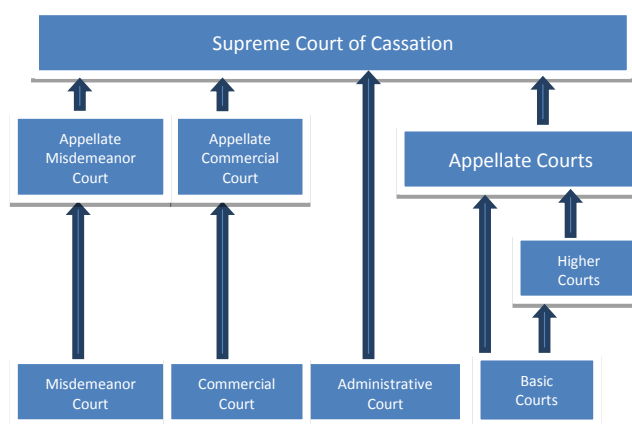 Supreme Court of Cassation
Appellate
Misdemeanor
Court
Appellate
Commercial
Court
Appellate Courts
Higher
Courts
Misdemeanor
Court
Commercial
Court
Administrative
Court
Basic
Courts